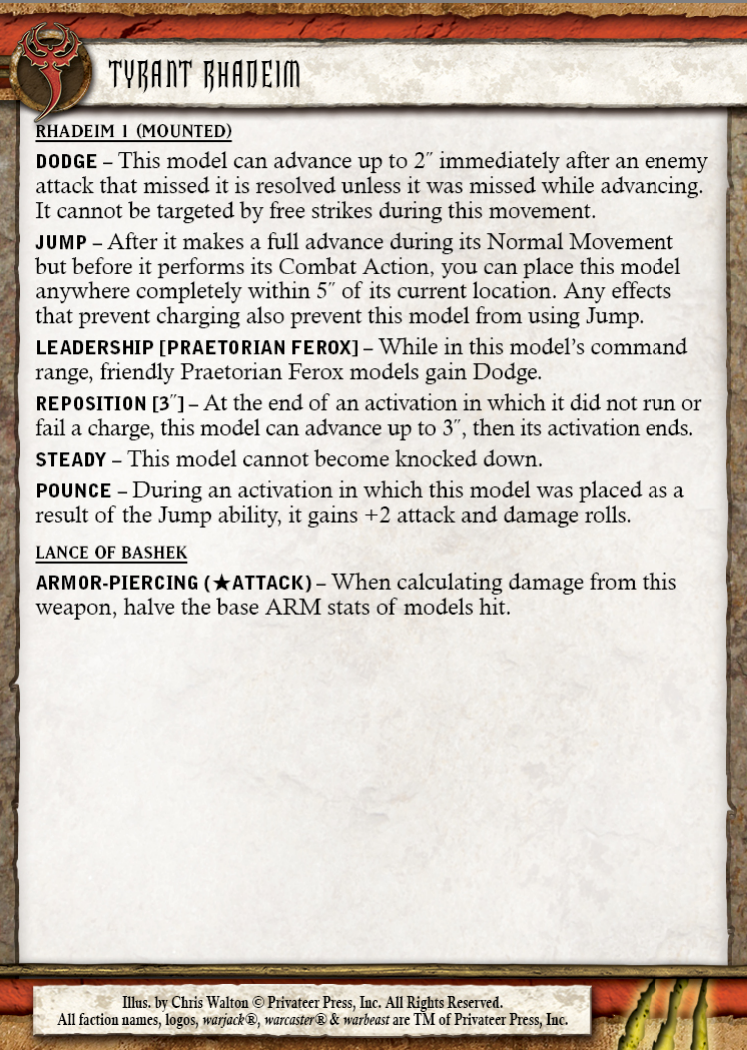 TYRANT RHADEIM
RHADEIM 1 (MOUNTED)
DODGE – This model can advance up to 2˝ immediately after an enemy
attack that missed it is resolved unless it was missed while advancing.
It cannot be targeted by free strikes during this movement.
JUMP – After it makes a full advance during its Normal Movement
but before it performs its Combat Action, you can place this model
anywhere completely within 5˝ of its current location. Any effects
that prevent charging also prevent this model from using Jump.
LEADERSHIP [PRAETORIAN FEROX] – While in this model’s command
range, friendly Praetorian Ferox models gain Dodge.
REPOSITION [3˝] – At the end of an activation in which it did not run or
fail a charge, this model can advance up to 3˝, then its activation ends.
STEADY – This model cannot become knocked down.
POUNCE – During an activation in which this model was placed as a
result of the Jump ability, it gains +2 attack and damage rolls.
LANCE OF BASHEK
ARMOR-PIERCING (★ATTACK) – When calculating damage from this
weapon, halve the base ARM stats of models hit.
Illus. by Chris Walton © Privateer Press, Inc. All Rights Reserved.
All faction names, logos, warjack®, warcaster® & warbeast are TM of Privateer Press, Inc.